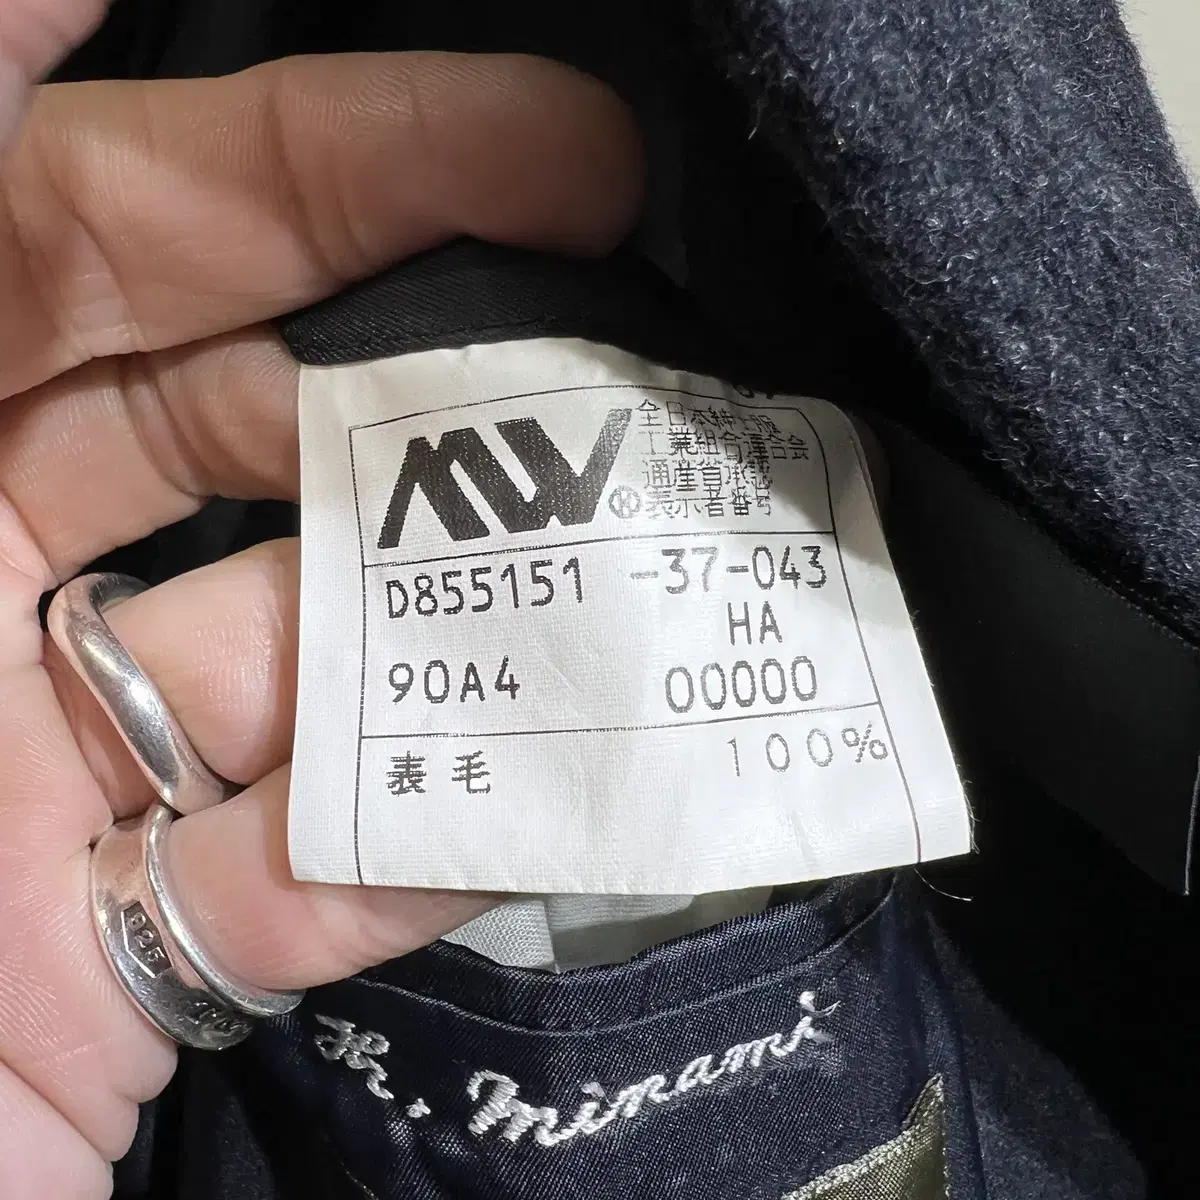 MW
全日本紳士服
工業組合連合会
通産省承認
表示者番号
D855151 -37-043
HA
90A4 00000
表 毛 100%
925
Minami